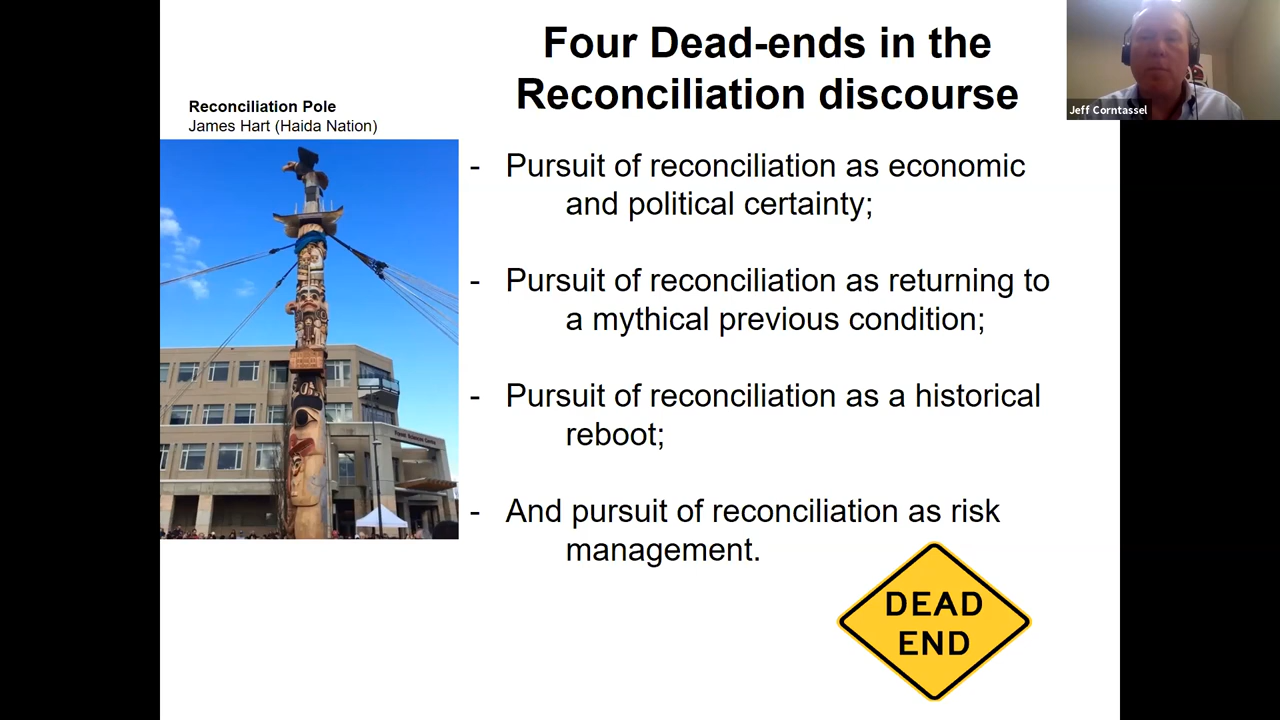 Four Dead-ends in the
Reconciliation discourse
Jeff Corntassel
Reconciliation Pole
James Hart (Haida Nation)
- Pursuit of reconciliation as economic
and political certainty;
- Pursuit of reconciliation as returning to
a mythical previous condition;
- Pursuit of reconciliation as a historical
reboot;
- And pursuit of reconciliation as risk
management.
DEAD
END